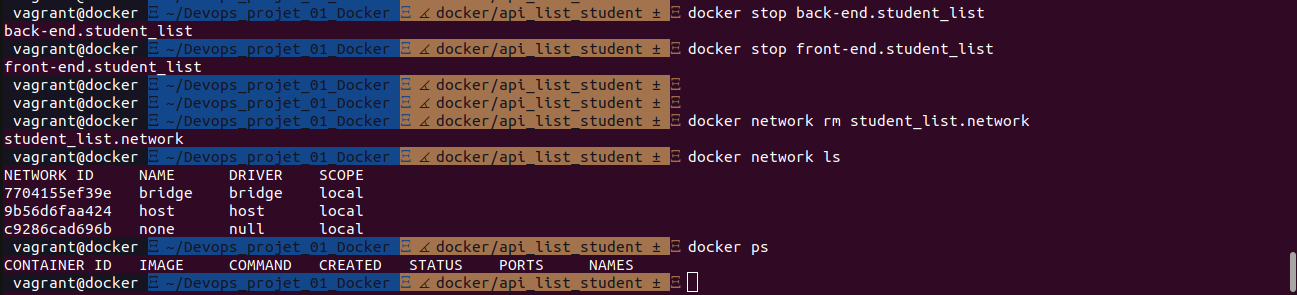 vagrant@docker ~/Devops_projet_01_Docker docker/api_list_student ± docker stop back-end.student_list
back-end.student_list
vagrant@docker ~/Devops_projet_01_Docker docker/api_list_student ± docker stop front-end.student_list
front-end.student_list
vagrant@docker ~/Devops_projet_01_Docker docker/api_list_student ±
vagrant@docker ~/Devops_projet_01_Docker docker/api_list_student ±
vagrant@docker ~/Devops_projet_01_Docker docker/api_list_student ± docker network rm student_list.network
student_list.network
vagrant@docker ~/Devops_projet_01_Docker docker/api_list_student ± docker network ls
NETWORK ID NAME DRIVER SCOPE
7704155ef39e bridge bridge local
9b56d6faa424 host host local
c9286cad696b none null local
vagrant@docker ~/Devops_projet_01_Docker docker/api_list_student ± docker ps
CONTAINER ID IMAGE COMMAND CREATED STATUS PORTS NAMES
vagrant@docker ~/Devops_projet_01_Docker docker/api_list_student ±